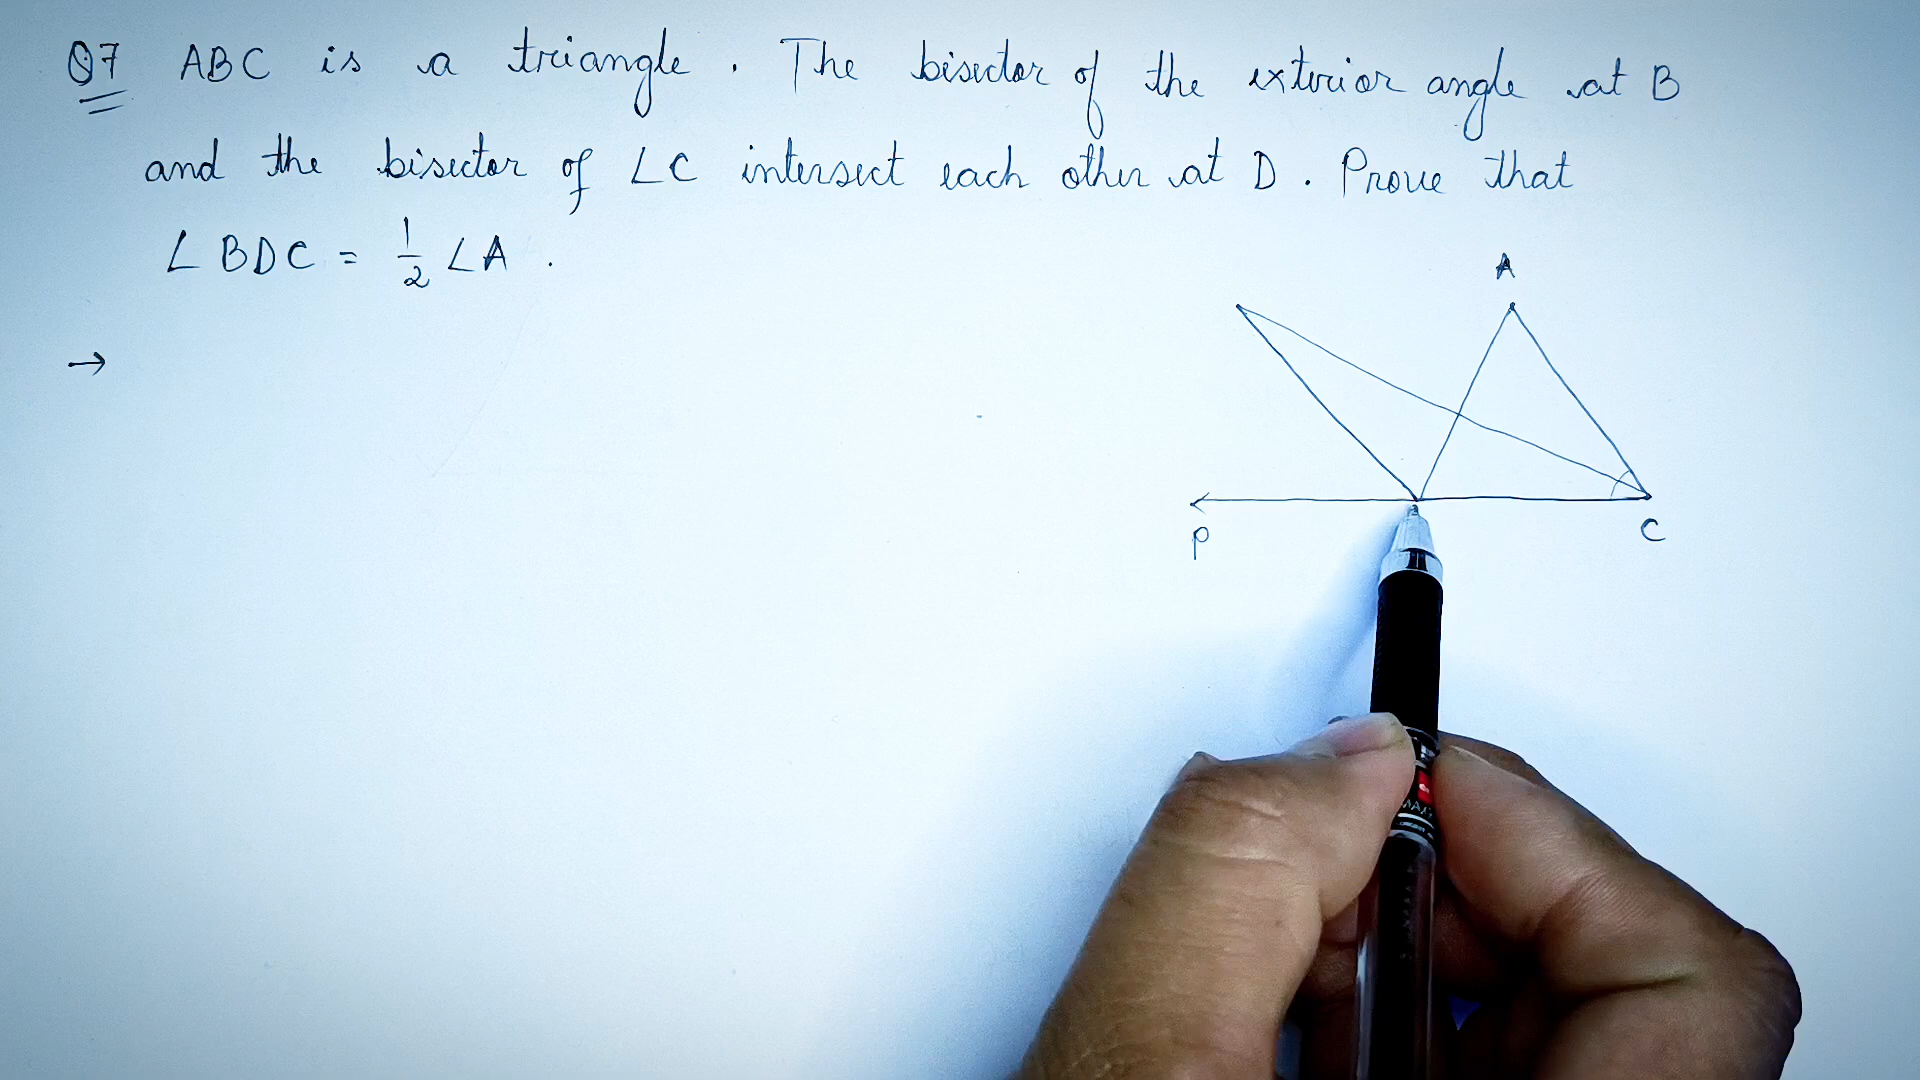 Q7 ABC is a triangle. The bisector of the exterior angle at B
and the bisector of ∠C intersect each other at D. Prove that
∠BDC = 1/2 ∠A.
→
A
P
C